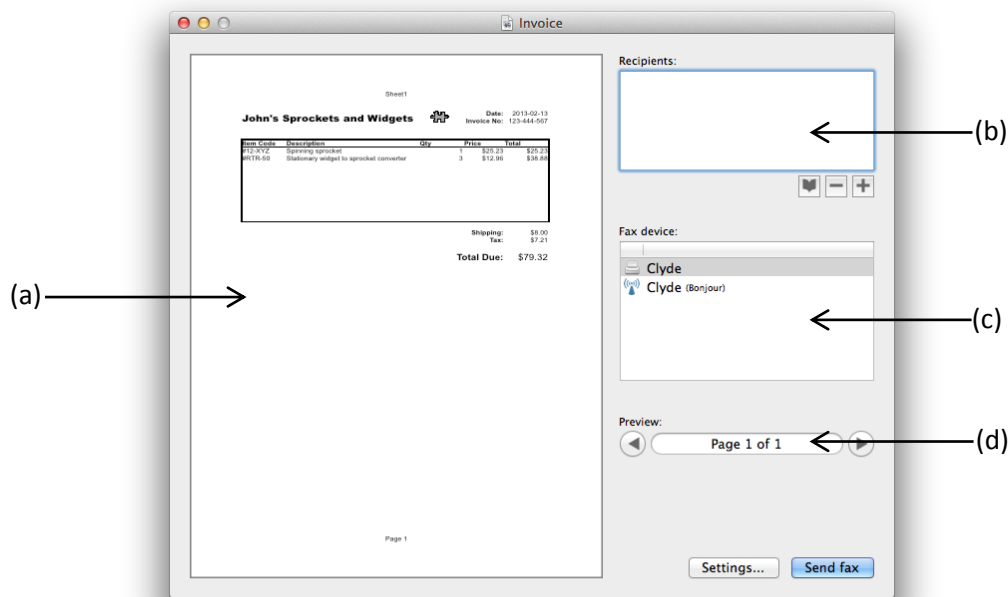 Invoice
Recipients:
Sheet1
John's Sprockets and Widgets
Date: 2013-02-13
Invoice No: 123-444-567
Item Code Description Qty Price Total
#12-XYZ Spinning sprocket 1 $25.23 $25.23
#RTR-50 Stationary widget to sprocket converter 3 $12.96 $38.88
Shipping: $8.00
Tax: $7.21
Total Due: $79.32
Page 1
(a)
(b)
Fax device:
Clyde
Clyde (Bonjour)
(c)
Preview:
Page 1 of 1
(d)
Settings...
Send fax